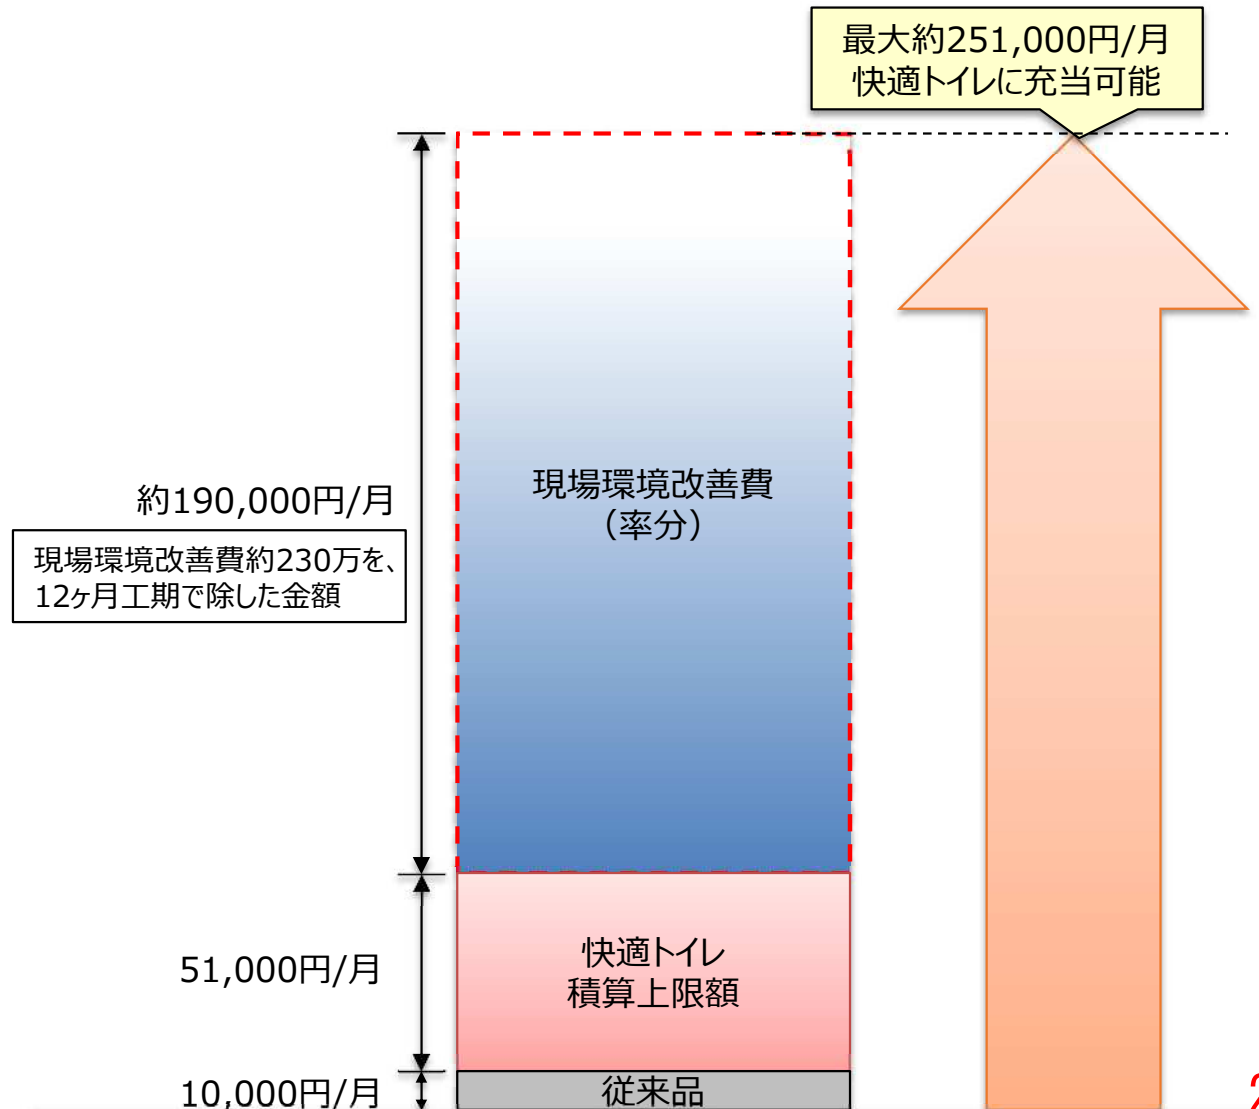 最大約251,000円/月
快適トイレに充当可能
現場環境改善費
（率分）
約190,000円/月
現場環境改善費約230万を、
12ヶ月工期で除した金額
快適トイレ
積算上限額
51,000円/月
従来品
10,000円/月